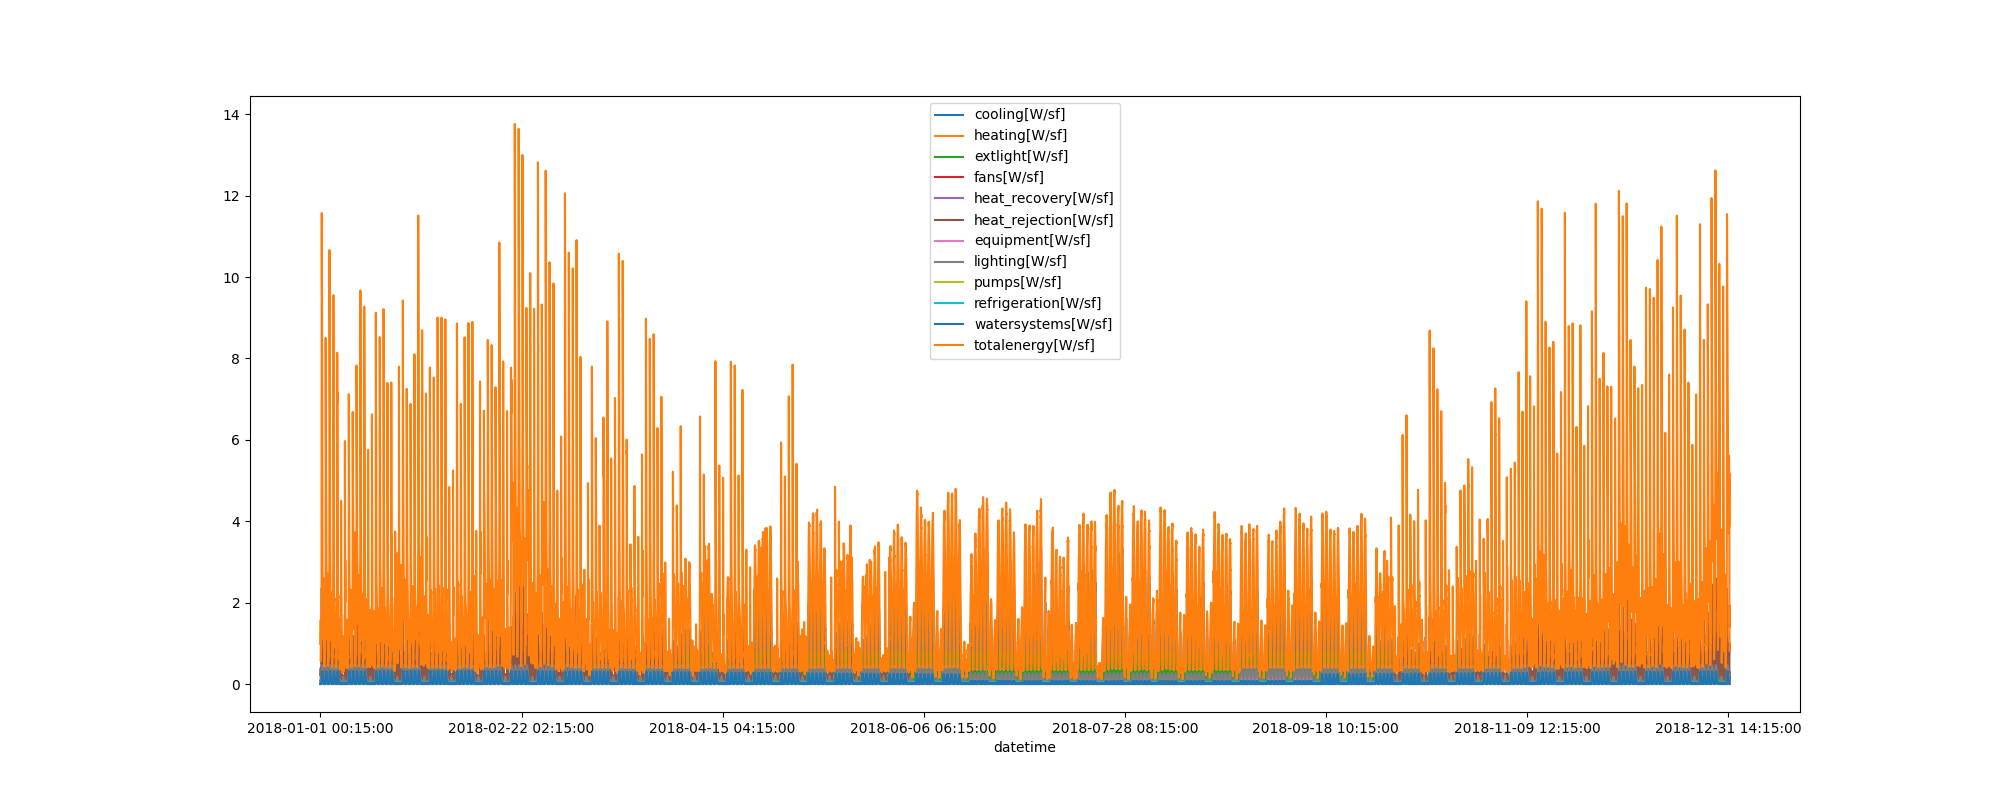 14
12
10
8
6
4
2
0
cooling[W/sf]
heating[W/sf]
extlight[W/sf]
fans[W/sf]
heat_recovery[W/sf]
heat_rejection[W/sf]
equipment[W/sf]
lighting[W/sf]
pumps[W/sf]
refrigeration[W/sf]
watersystems[W/sf]
totalenergy[W/sf]
2018-01-01 00:15:00 2018-02-22 02:15:00 2018-04-15 04:15:00 2018-06-06 06:15:00 2018-07-28 08:15:00 2018-09-18 10:15:00 2018-11-09 12:15:00 2018-12-31 14:15:00
datetime